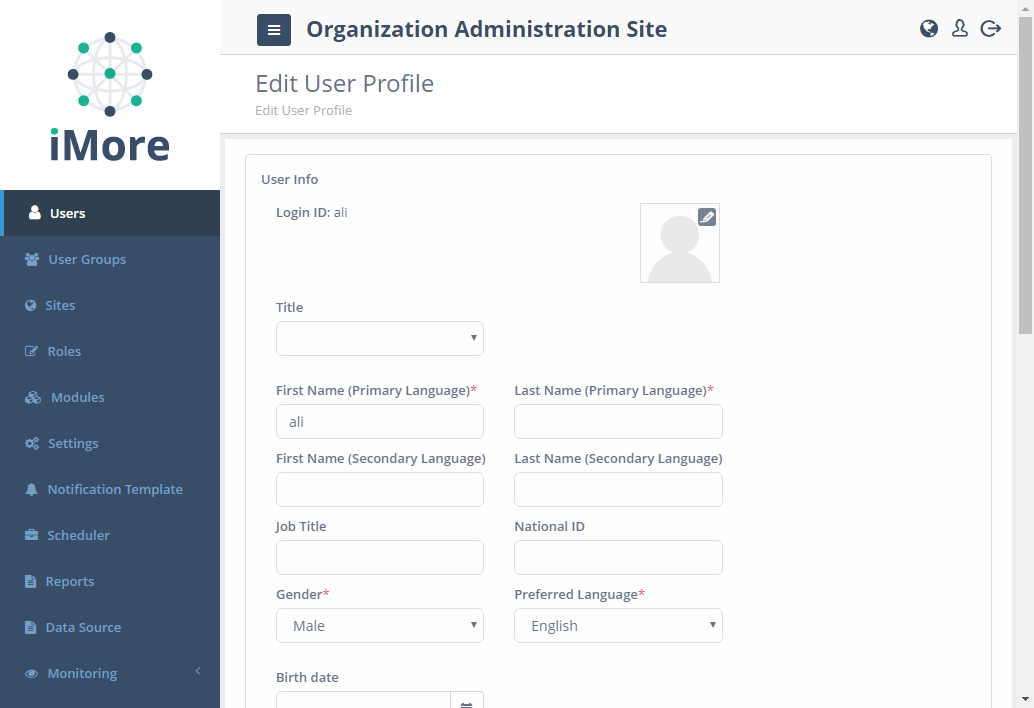 iMore
Organization Administration Site
Edit User Profile
Edit User Profile
Users
User Groups
Sites
Roles
Modules
Settings
Notification Template
Scheduler
Reports
Data Source
Monitoring
User Info
Login ID: ali
Title
First Name (Primary Language)*
Last Name (Primary Language)*
ali
First Name (Secondary Language)
Last Name (Secondary Language)
Job Title
National ID
Gender*
Preferred Language*
Male
English
Birth date